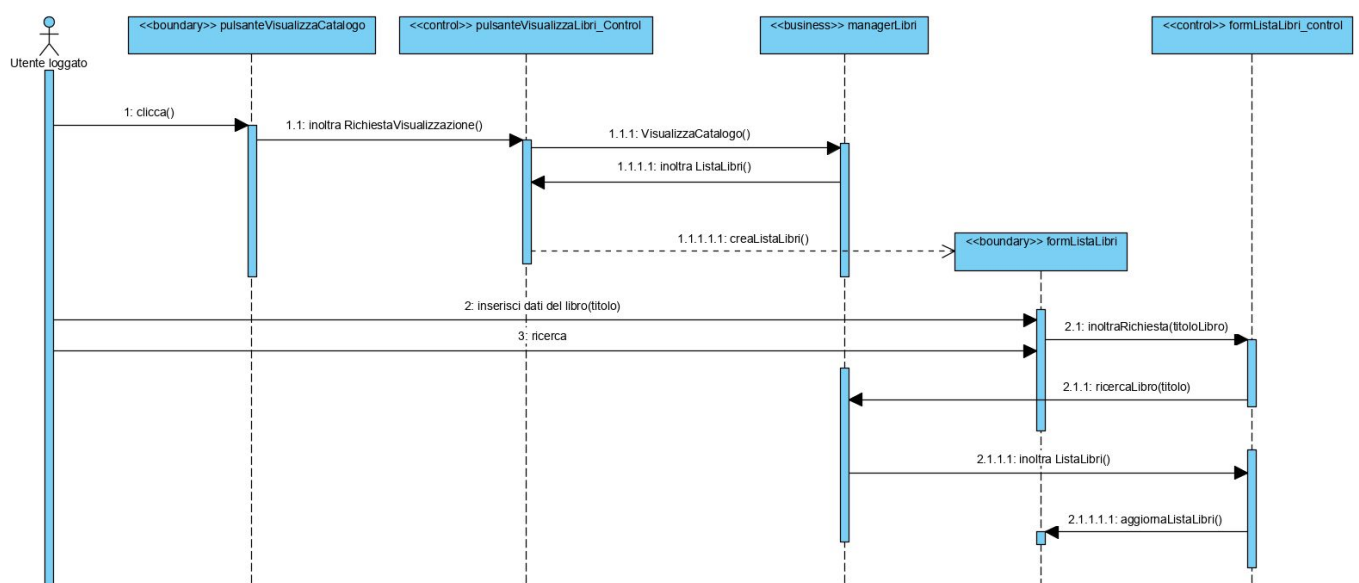 <<boundary>> pulsanteVisualizzaCatalogo
<<control>> pulsanteVisualizzaLibri_Control
<<business>> managerLibri
<<control>> formListaLibri_control
Utente loggato
1: clicca()
1.1: inoltra RichiestaVisualizzazione()
1.1.1: VisualizzaCatalogo()
1.1.1.1: inoltra ListaLibri()
1.1.1.1.1: creaListaLibri()
<<boundary>> formListaLibri
2: inserisci dati del libro(titolo)
2.1: inoltraRichiesta(titoloLibro)
3: ricerca
2.1.1: ricercaLibro(titolo)
2.1.1.1: inoltra ListaLibri()
2.1.1.1.1: aggiornaListaLibri()